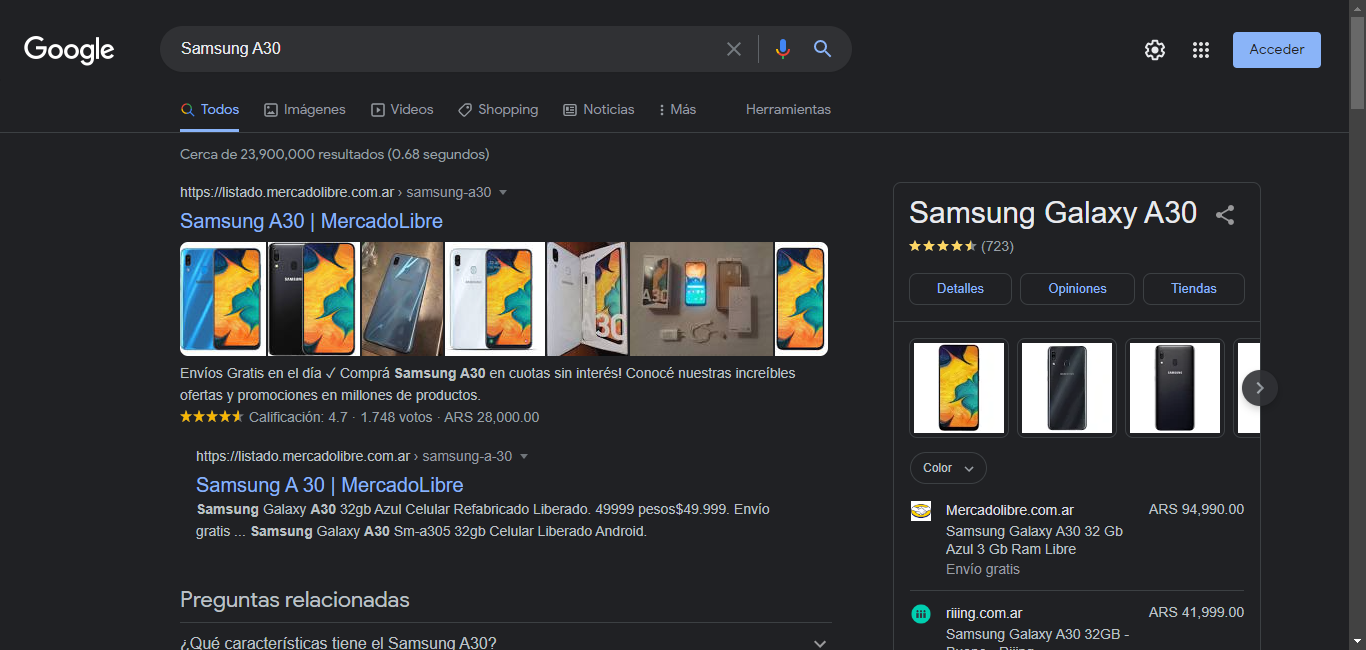 Google
Samsung A30
Acceder
Todos
Imágenes
Videos
Shopping
Noticias
Más
Herramientas
Cerca de 23,900,000 resultados (0.68 segundos)
https://listado.mercadolibre.com.ar › samsung-a30
Samsung A30 | MercadoLibre
SAMSUNG
A30
A30
Envíos Gratis en el día ✓ Comprá Samsung A30 en cuotas sin interés! Conocé nuestras increíbles
ofertas y promociones en millones de productos.
Calificación: 4.7 · 1.748 votos · ARS 28,000.00
https://listado.mercadolibre.com.ar › samsung-a-30
Samsung A 30 | MercadoLibre
Samsung Galaxy A30 32gb Azul Celular Refabricado Liberado. 49999 pesos$49.999. Envío
gratis ... Samsung Galaxy A30 Sm-a305 32gb Celular Liberado Android.
Preguntas relacionadas
¿Qué características tiene el Samsung A30?
Samsung Galaxy A30
(723)
Detalles
Opiniones
Tiendas
SAMSUNG
Color
Mercadolibre.com.ar
ARS 94,990.00
Samsung Galaxy A30 32 Gb
Azul 3 Gb Ram Libre
Envío gratis
riiing.com.ar
ARS 41,999.00
Samsung Galaxy A30 32GB -